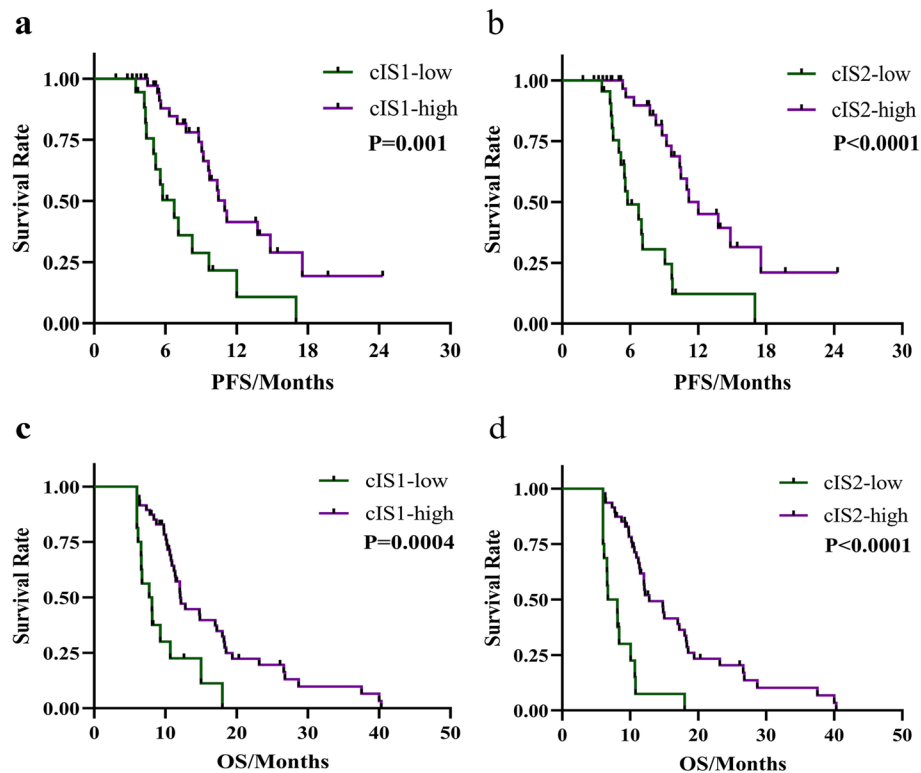 a
Survival Rate
1.00
0.75
0.50
0.25
0.00
cIS1-low
cIS1-high
P=0.001
0 6 12 18 24 30
PFS/Months
b
Survival Rate
1.00
0.75
0.50
0.25
0.00
cIS2-low
cIS2-high
P<0.0001
0 6 12 18 24 30
PFS/Months
c
Survival Rate
1.00
0.75
0.50
0.25
0.00
cIS1-low
cIS1-high
P=0.0004
0 10 20 30 40 50
OS/Months
d
Survival Rate
1.00
0.75
0.50
0.25
0.00
cIS2-low
cIS2-high
P<0.0001
0 10 20 30 40 50
OS/Months